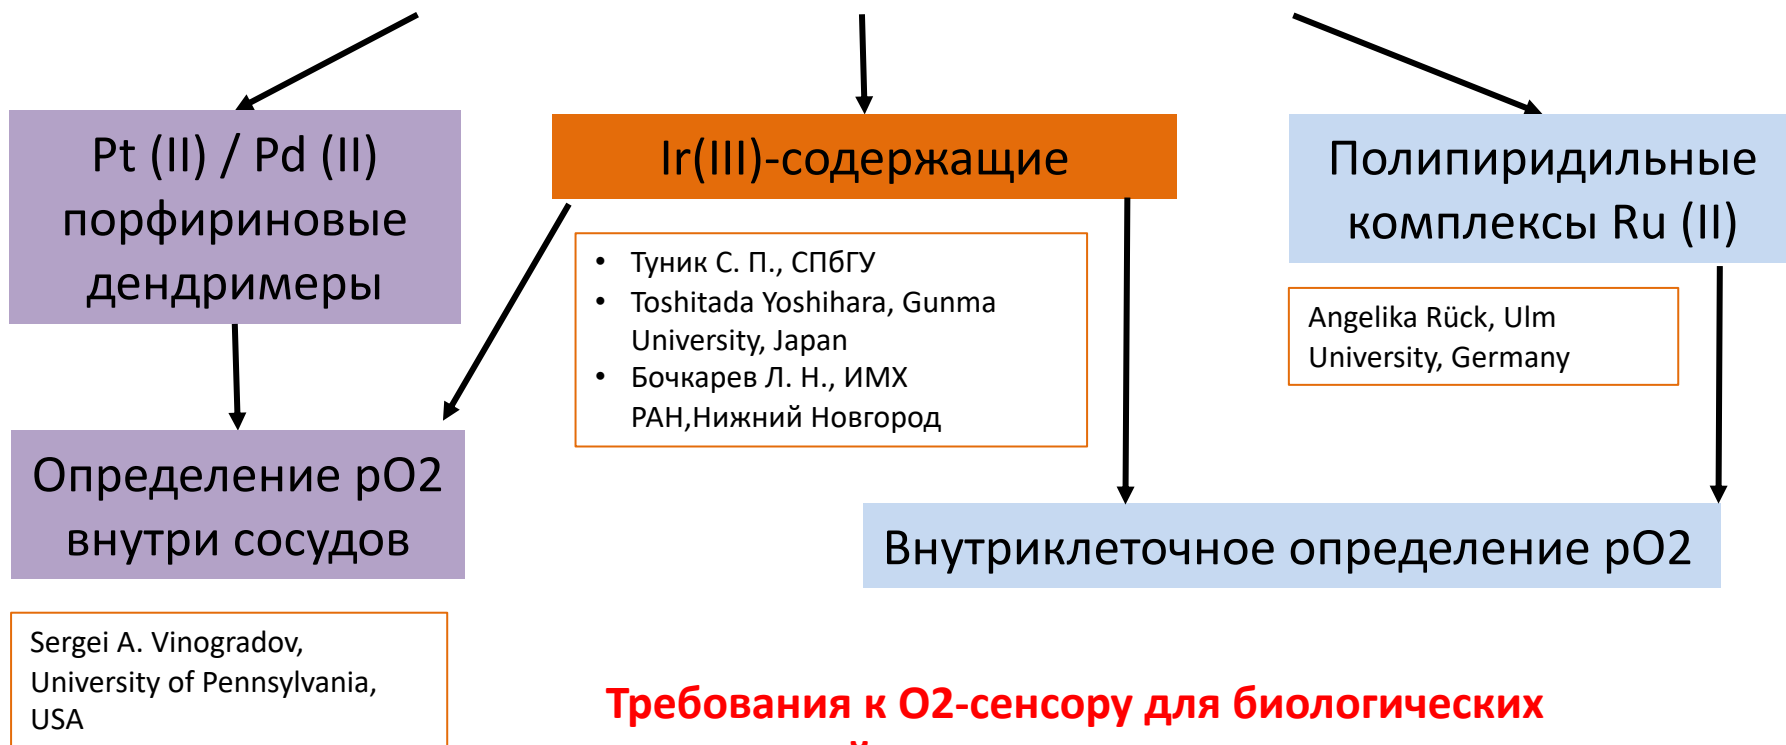 Pt (II) / Pd (II)
порфириновые
дендримеры
Ir(III)-содержащие
Полипиридильные
комплексы Ru (II)
• Туник С. П., СПбГУ
• Toshitada Yoshihara, Gunma
University, Japan
• Бочкарев Л. Н., ИМХ
РАН,Нижний Новгород
Angelika Rück, Ulm
University, Germany
Определение pO2
внутри сосудов
Внутриклеточное определение pO2
Sergei A. Vinogradov,
University of Pennsylvania,
USA
Требования к О2-сенсору для биологических